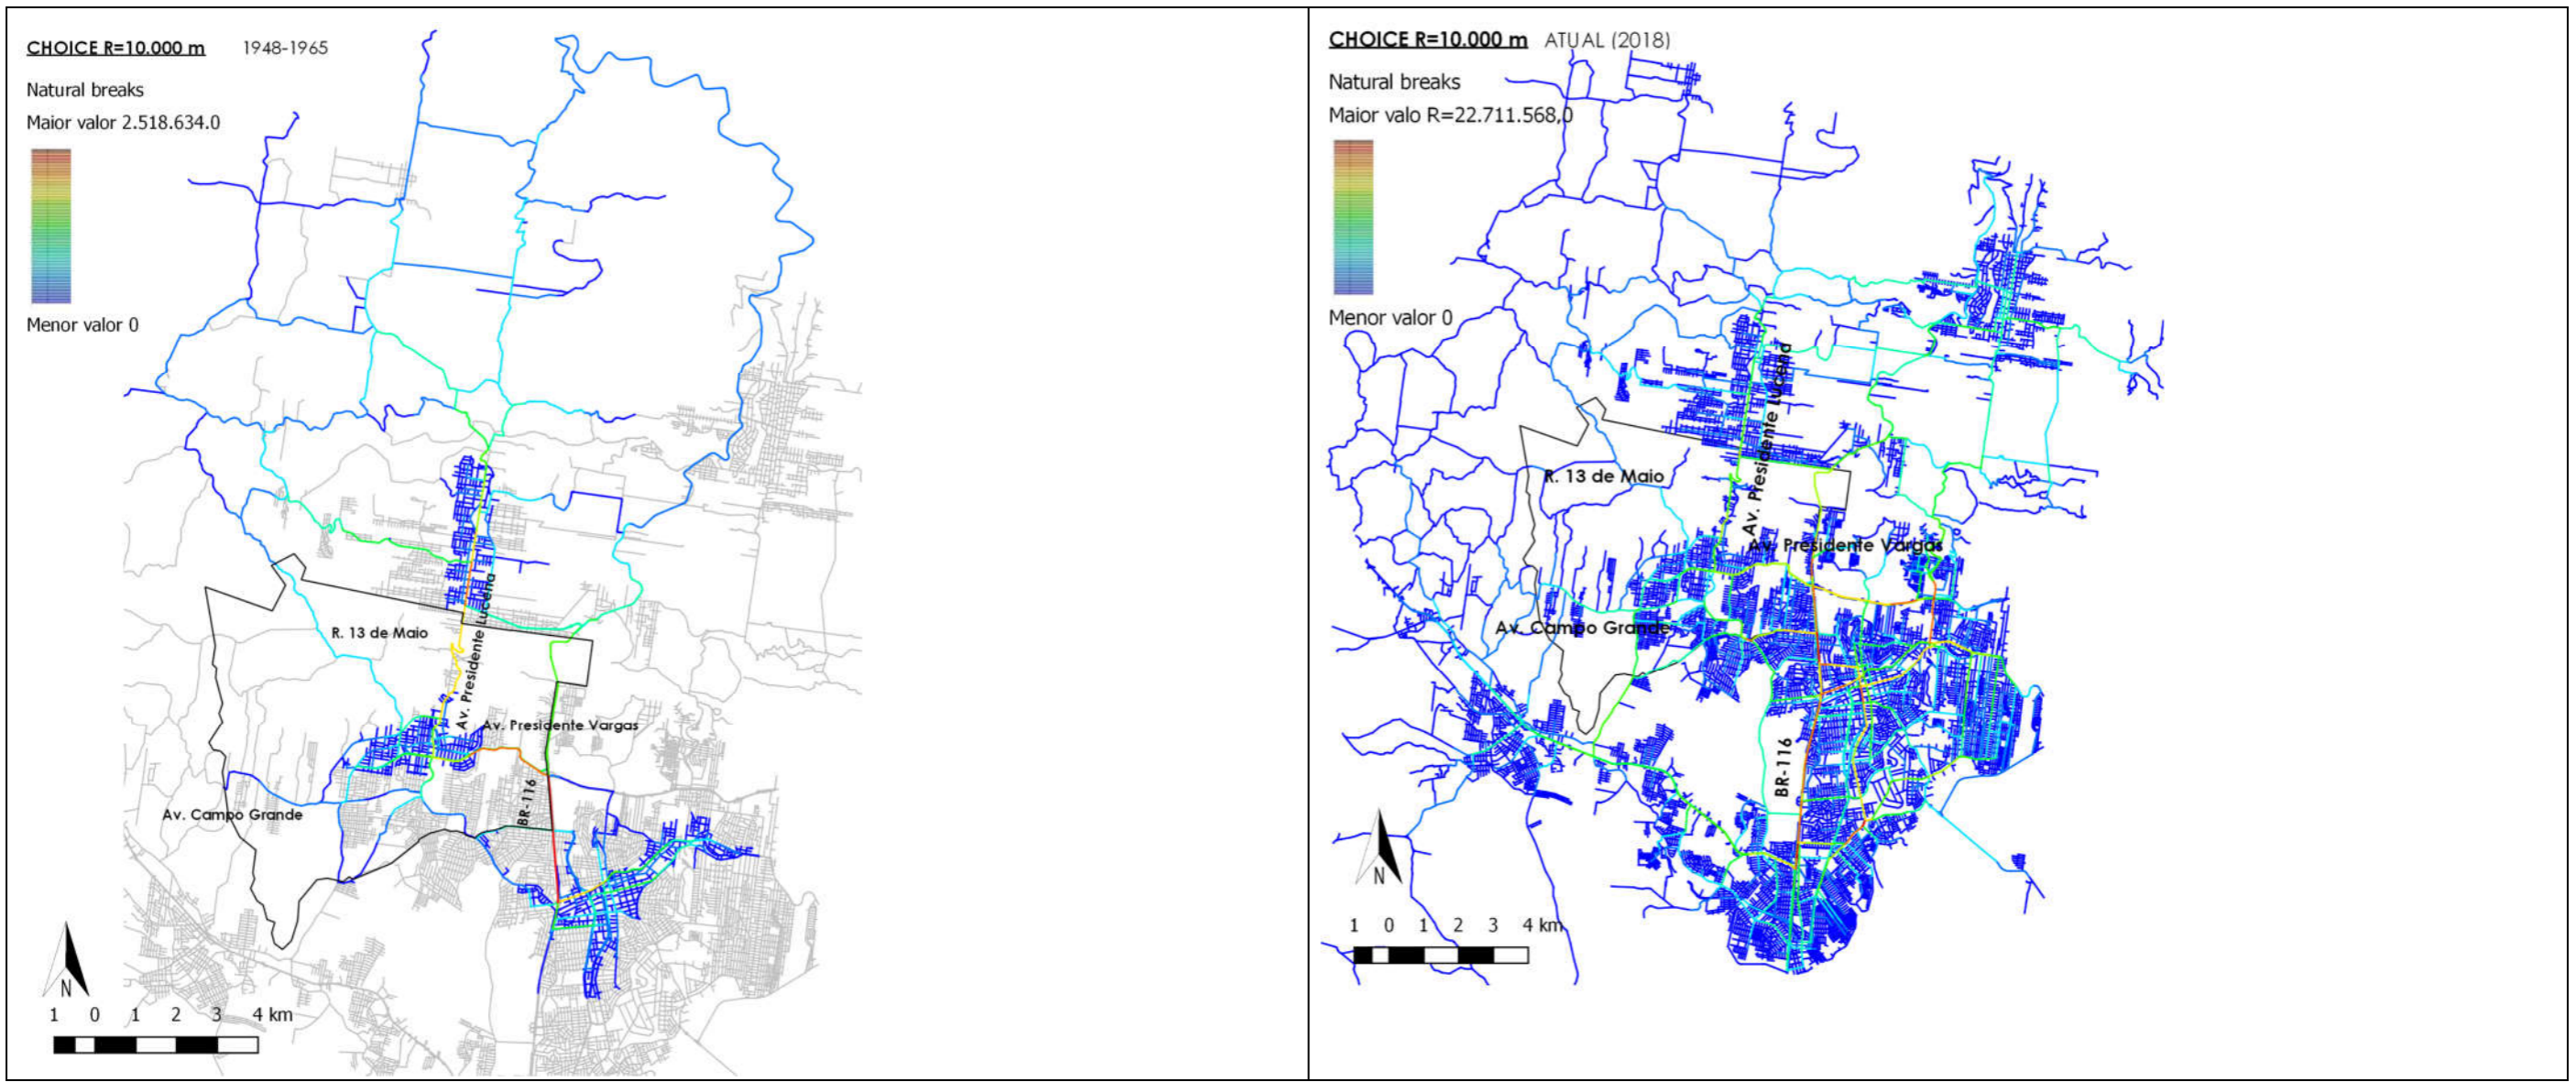 CHOICE R=10.000 m 1948-1965
Natural breaks
Maior valor 2.518.634.0
Menor valor 0
R. 13 de Maio
Av. Presidente Lucena
Av. Presidente Vargas
BR-116
Av. Campo Grande
N
1 0 1 2 3 4 km
CHOICE R=10.000 m ATUAL (2018)
Natural breaks
Maior valo R=22.711.568,0
Menor valor 0
Av. Presidente Lucena
R. 13 de Maio
Av. Presidente Vargas
Av. Campo Grande
BR-116
N
1 0 1 2 3 4 km